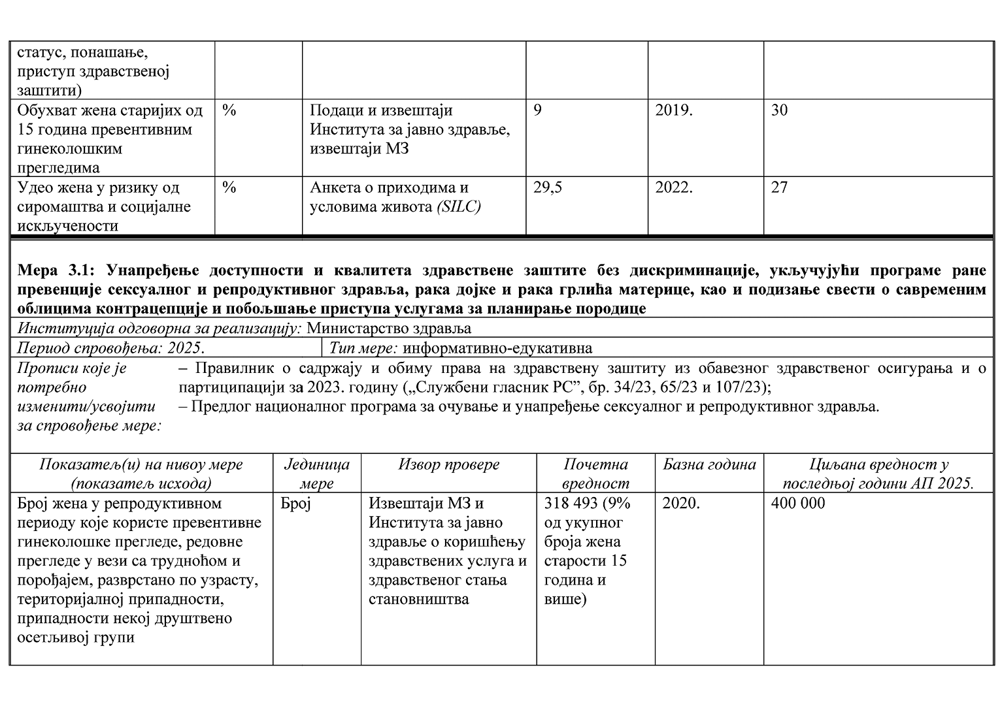 статус, понашање,
приступ здравственој
заштити)
Обухват жена старијих од
15 година превентивним
гинеколошким
прегледима
%
Подаци и извештаји
Института за јавно здравље,
извештаји МЗ
9
2019.
30
Удео жена у ризику од
сиромаштва и социјалне
искључености
%
Анкета о приходима и
условима живота (SILC)
29,5
2022.
27
Мера 3.1: Унапређење доступности и квалитета здравствене заштите без дискриминације, укључујући програме ране
превенције сексуалног и репродуктивног здравља, рака дојке и рака грлића материце, као и подизање свести о савременим
облицима контрацепције и побољшање приступа услугама за планирање породице
Институција одговорна за реализацију: Министарство здравља
Период спровођења: 2025.
Тип мере: информативно-едукативна
Прописи које је
потребно
изменити/усвојити
за спровођење мере:
– Правилник о садржају и обиму права на здравствену заштиту из обавезног здравственог осигурања и о
партиципацији за 2023. годину („Службени гласник РС”, бр. 34/23, 65/23 и 107/23);
– Предлог националног програма за очување и унапређење сексуалног и репродуктивног здравља.
Показатељ(и) на нивоу мере
(показатељ исхода)
Јединица
мере
Извор провере
Почетна
вредност
Базна година
Циљана вредност у
последњој години АП 2025.
Број жена у репродуктивном
периоду које користе превентивне
гинеколошке прегледе, редовне
прегледе у вези са трудноћом и
порођајем, разврстано по узрасту,
територијалној припадности,
припадности некој друштвено
осетљивој групи
Број
Извештаји МЗ и
Института за јавно
здравље о коришћењу
здравствених услуга и
здравственог стања
становништва
318 493 (9%
од укупног
броја жена
старости 15
година и
више)
2020.
400 000